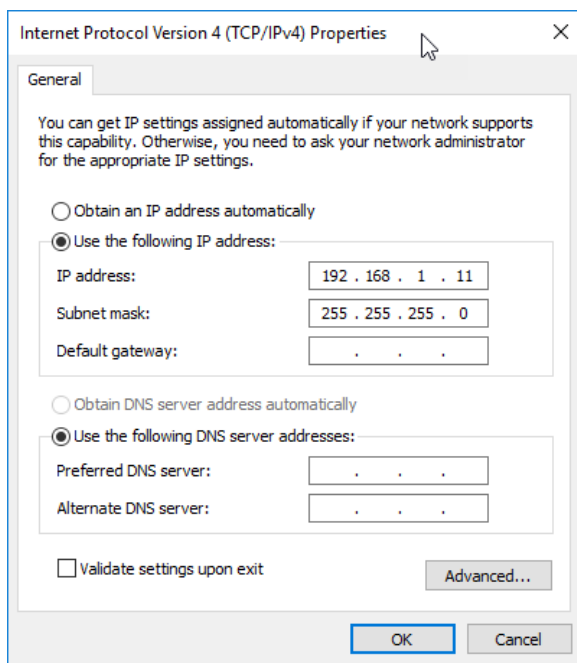 Internet Protocol Version 4 (TCP/IPv4) Properties
General
You can get IP settings assigned automatically if your network supports
this capability. Otherwise, you need to ask your network administrator
for the appropriate IP settings.
Obtain an IP address automatically
Use the following IP address:
IP address: 192 . 168 . 1 . 11
Subnet mask: 255 . 255 . 255 . 0
Default gateway: . . .
Obtain DNS server address automatically
Use the following DNS server addresses:
Preferred DNS server: . . .
Alternate DNS server: . . .
Validate settings upon exit
Advanced...
OK Cancel